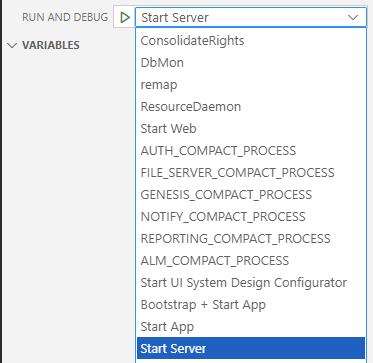 RUN AND DEBUG Start Server
VARIABLES
ConsolidateRights
DbMon
remap
ResourceDaemon
Start Web
AUTH_COMPACT_PROCESS
FILE_SERVER_COMPACT_PROCESS
GENESIS_COMPACT_PROCESS
NOTIFY_COMPACT_PROCESS
REPORTING_COMPACT_PROCESS
ALM_COMPACT_PROCESS
Start UI System Design Configurator
Bootstrap + Start App
Start App
Start Server